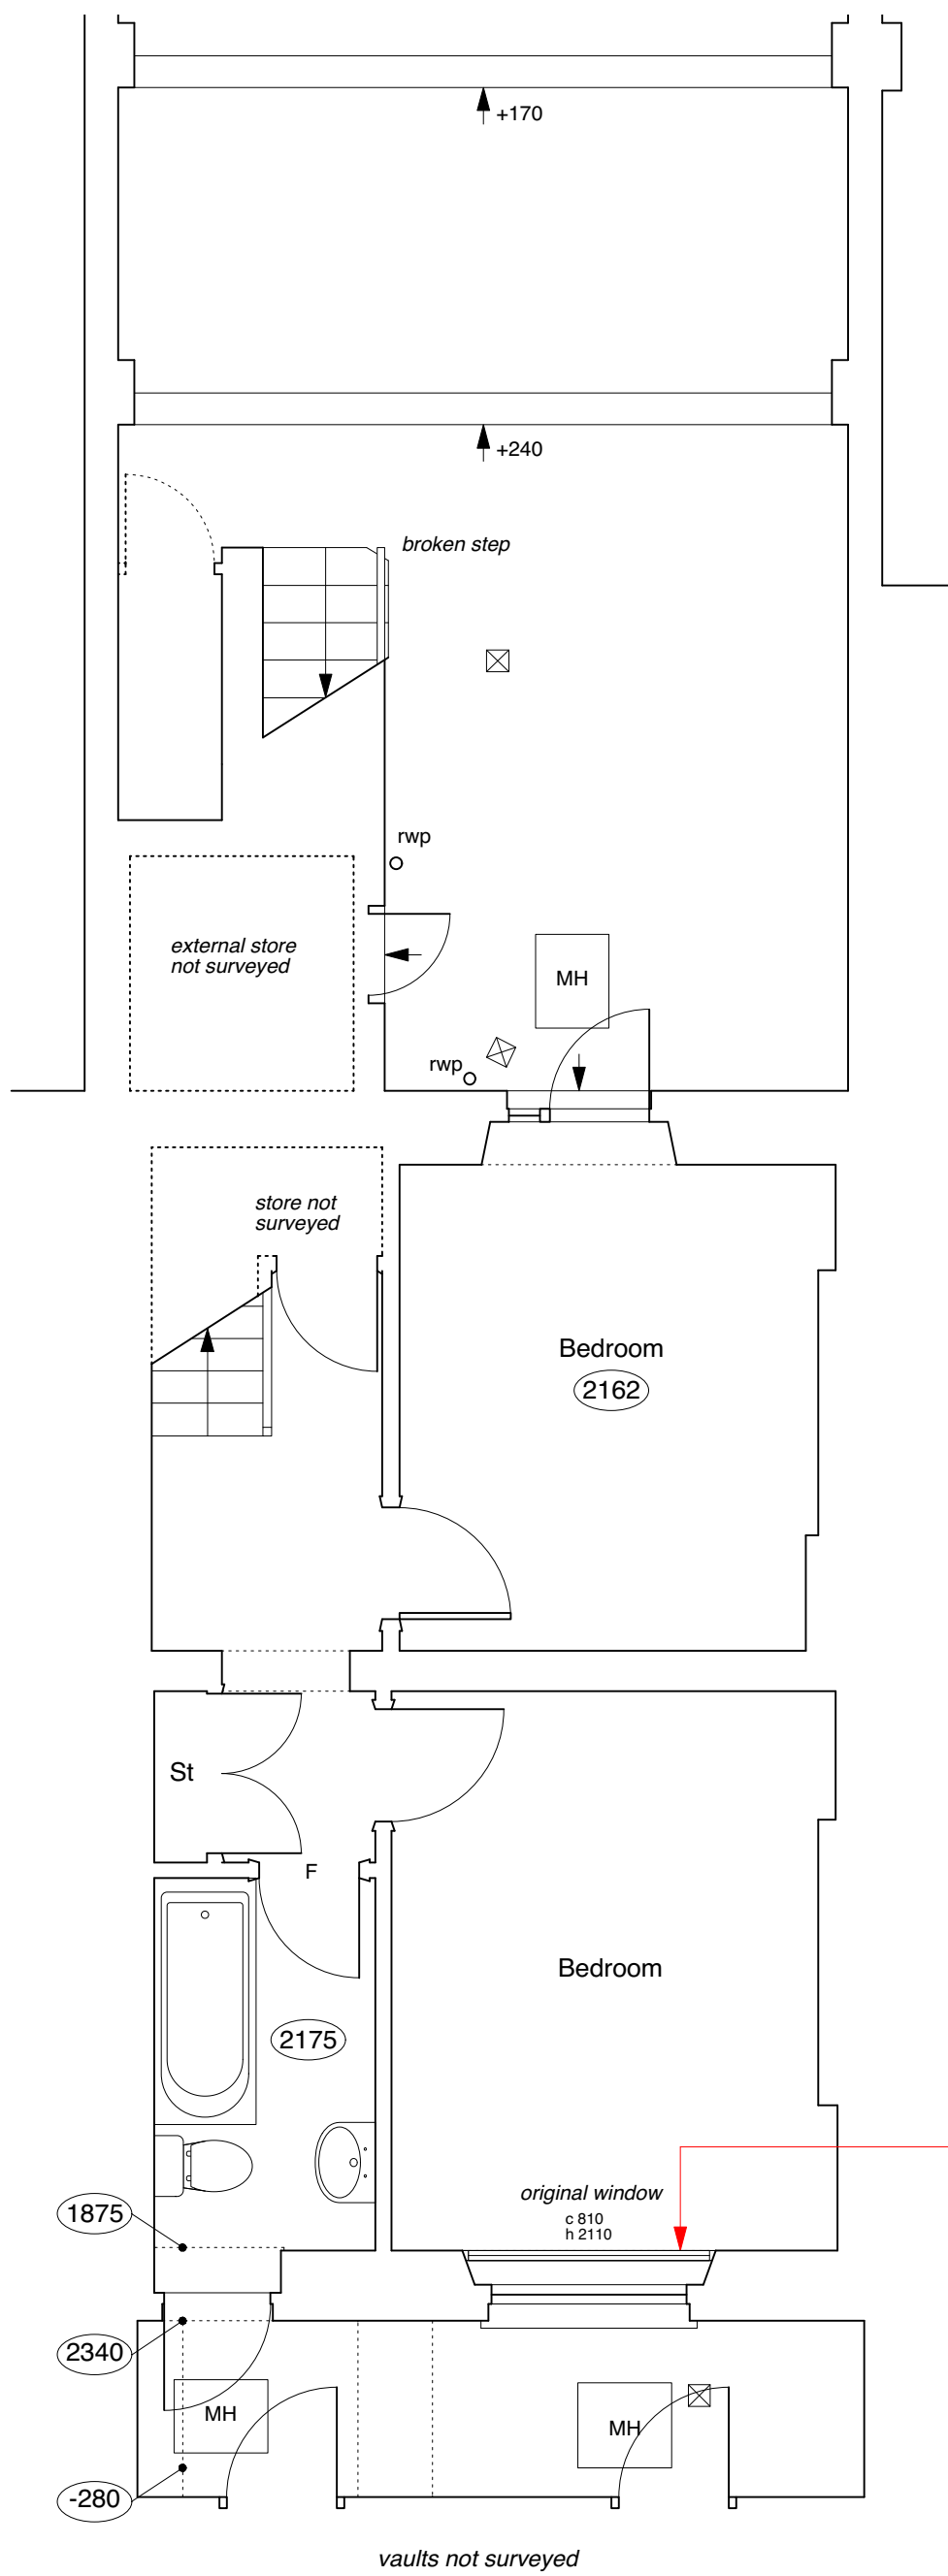 +170
+240
broken step
rwp
external store
not surveyed
MH
rwp
store not
surveyed
Bedroom
2162
St
F
Bedroom
2175
original window
c 810
h 2110
1875
2340
MH
MH
-280
vaults not surveyed